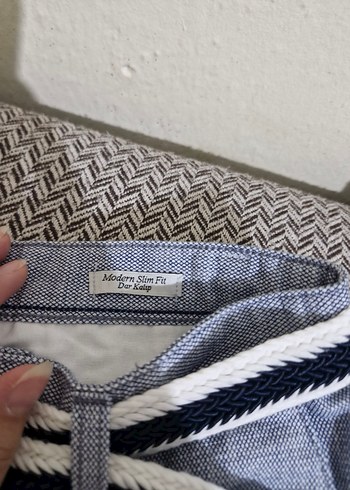 Modern Slim Fit
Dar Kalıp